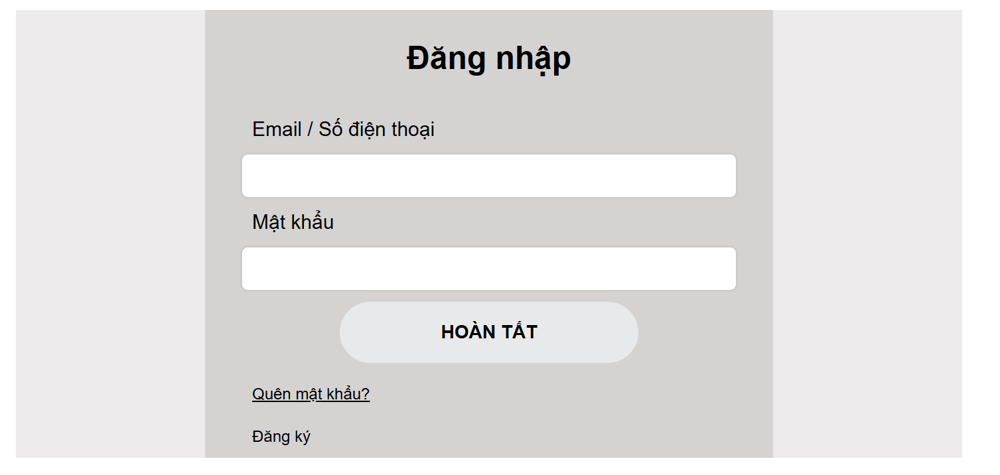 Đăng nhập
Email / Số điện thoại
Mật khẩu
HOÀN TẤT
Quên mật khẩu?
Đăng ký